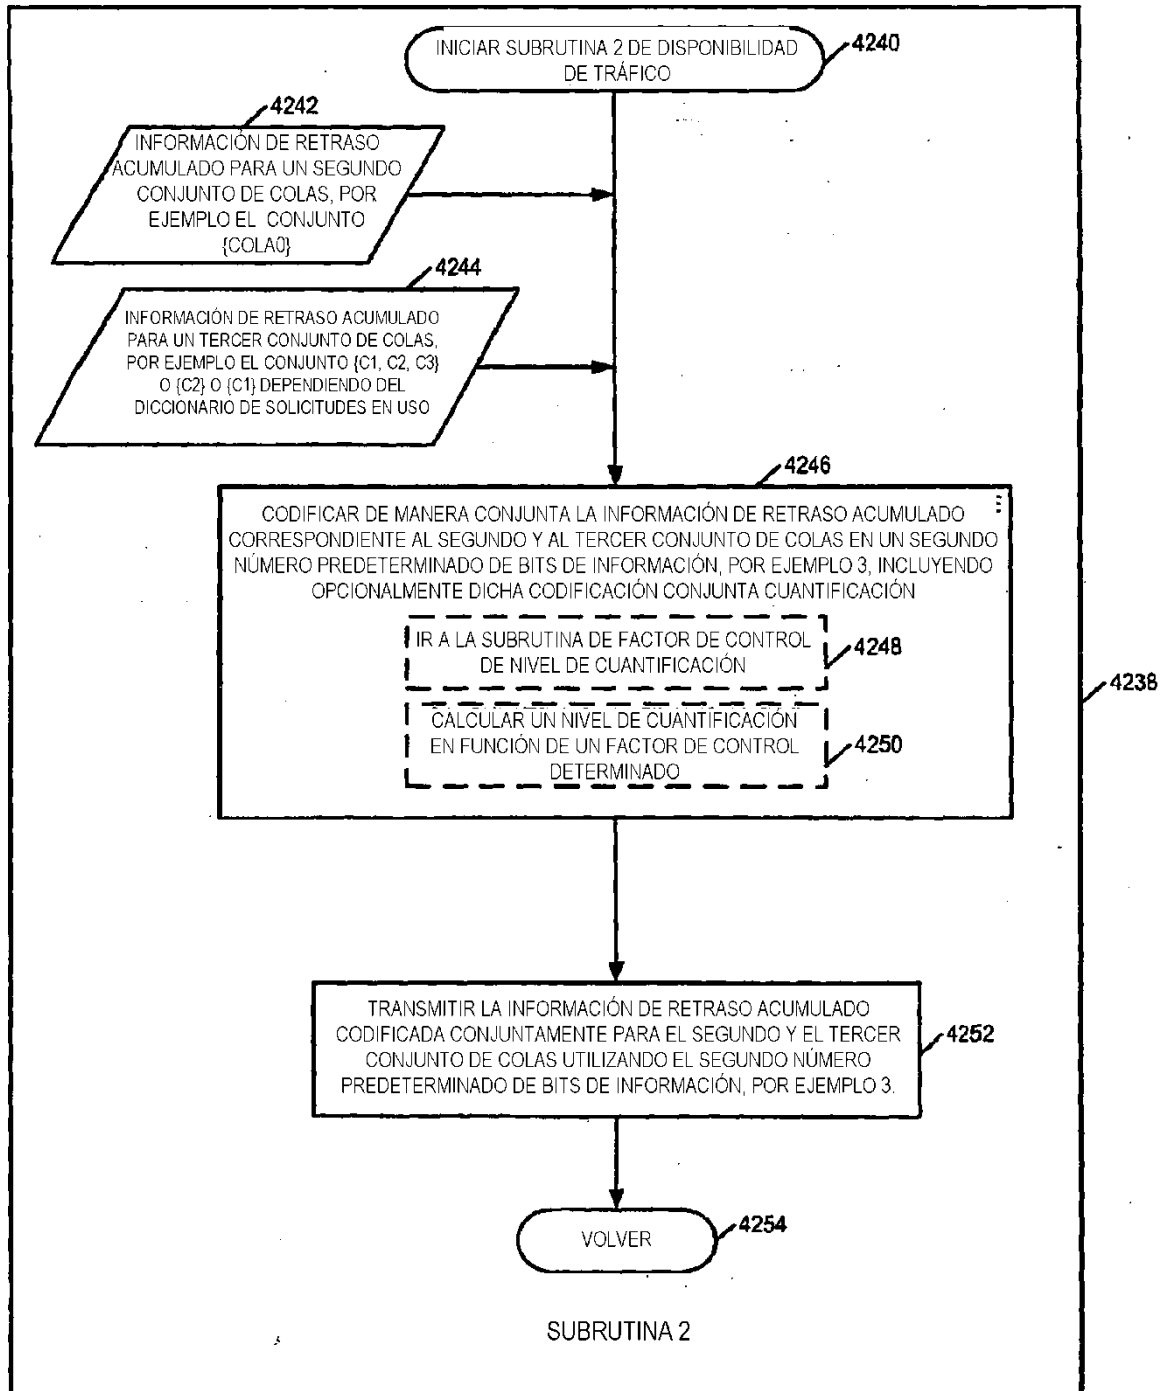 INICIAR SUBRUTINA 2 DE DISPONIBILIDAD
DE TRÁFICO
4240
4242
INFORMACIÓN DE RETRASO
ACUMULADO PARA UN SEGUNDO
CONJUNTO DE COLAS, POR
EJEMPLO EL CONJUNTO
{COLA0}
4244
INFORMACIÓN DE RETRASO ACUMULADO
PARA UN TERCER CONJUNTO DE COLAS,
POR EJEMPLO EL CONJUNTO {C1, C2, C3}
O {C2} O {C1} DEPENDIENDO DEL
DICCIONARIO DE SOLICITUDES EN USO
4246
CODIFICAR DE MANERA CONJUNTA LA INFORMACIÓN DE RETRASO ACUMULADO
CORRESPONDIENTE AL SEGUNDO Y AL TERCER CONJUNTO DE COLAS EN UN SEGUNDO
NÚMERO PREDETERMINADO DE BITS DE INFORMACIÓN, POR EJEMPLO 3, INCLUYENDO
OPCIONALMENTE DICHA CODIFICACIÓN CONJUNTA CUANTIFICACIÓN
IR A LA SUBRUTINA DE FACTOR DE CONTROL
DE NIVEL DE CUANTIFICACIÓN
4248
4238
CALCULAR UN NIVEL DE CUANTIFICACIÓN
EN FUNCIÓN DE UN FACTOR DE CONTROL
DETERMINADO
4250
TRANSMITIR LA INFORMACIÓN DE RETRASO ACUMULADO
CODIFICADA CONJUNTAMENTE PARA EL SEGUNDO Y EL TERCER
CONJUNTO DE COLAS UTILIZANDO EL SEGUNDO NÚMERO
PREDETERMINADO DE BITS DE INFORMACIÓN, POR EJEMPLO 3.
4252
VOLVER
4254
SUBRUTINA 2